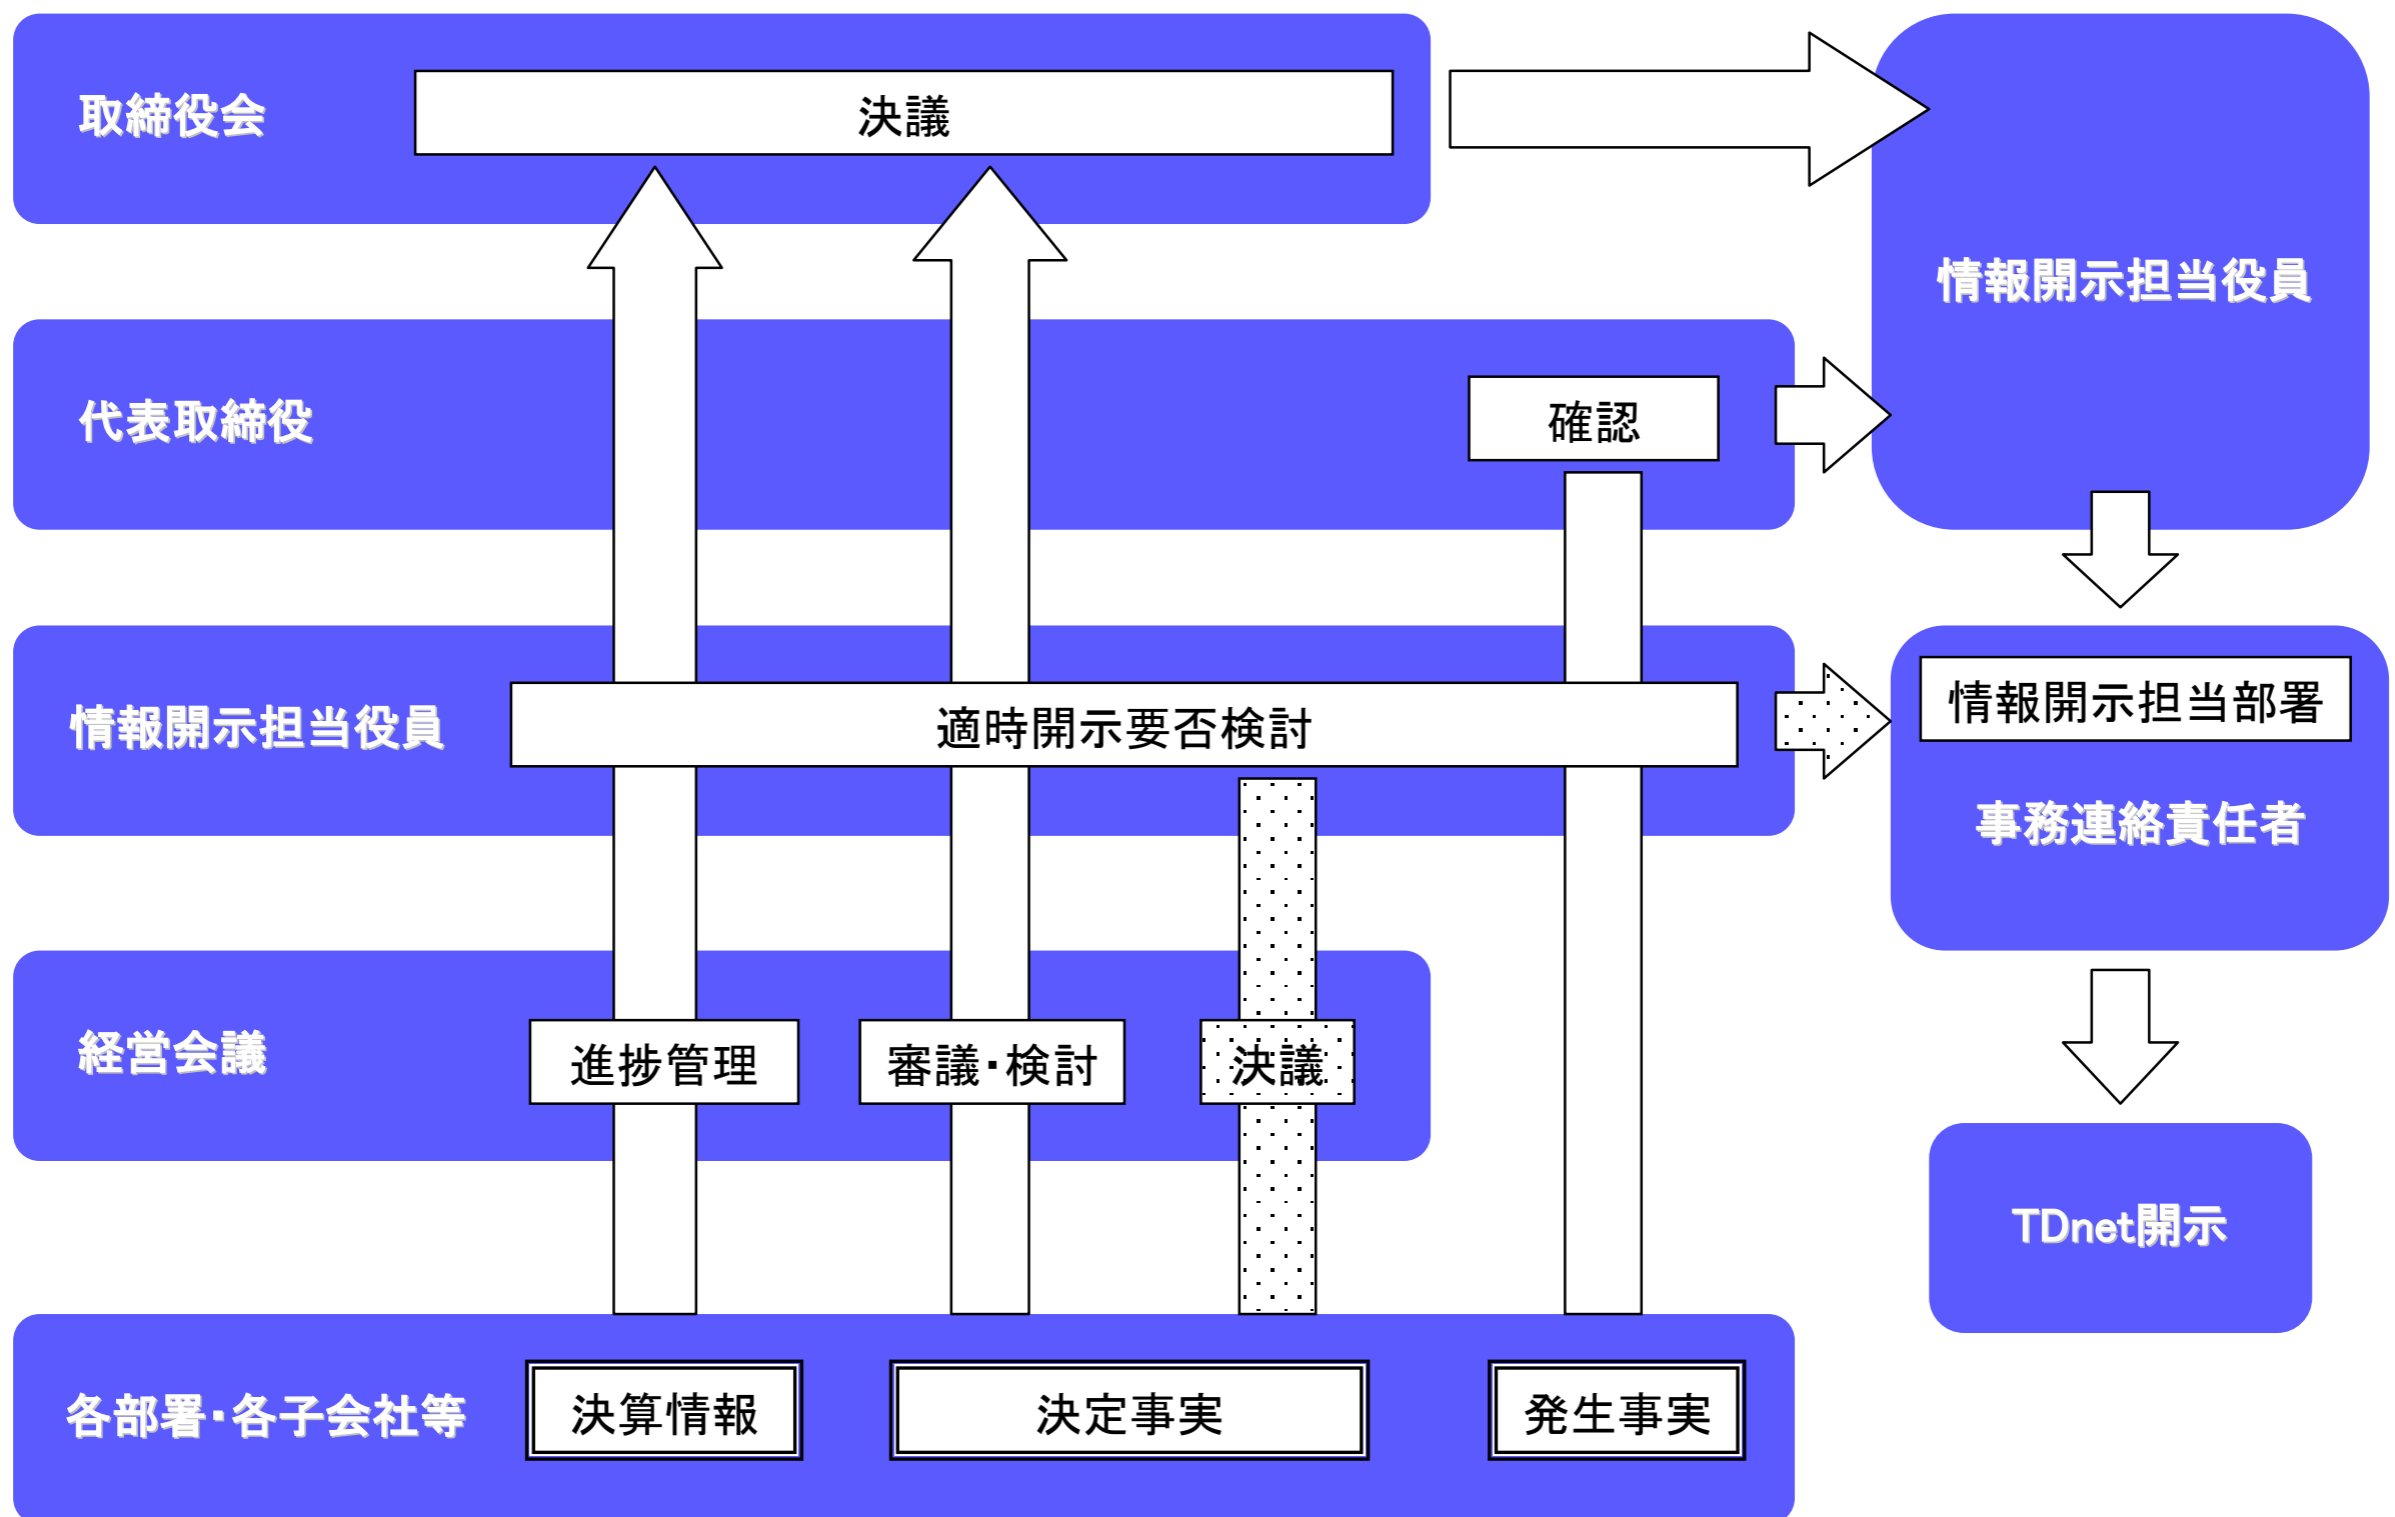 取締役会
決議
情報開示担当役員
代表取締役
確認
情報開示担当役員
適時開示要否検討
情報開示担当部署
事務連絡責任者
経営会議
進捗管理
審議・検討
決議
TDnet開示
各部署・各子会社等
決算情報
決定事実
発生事実